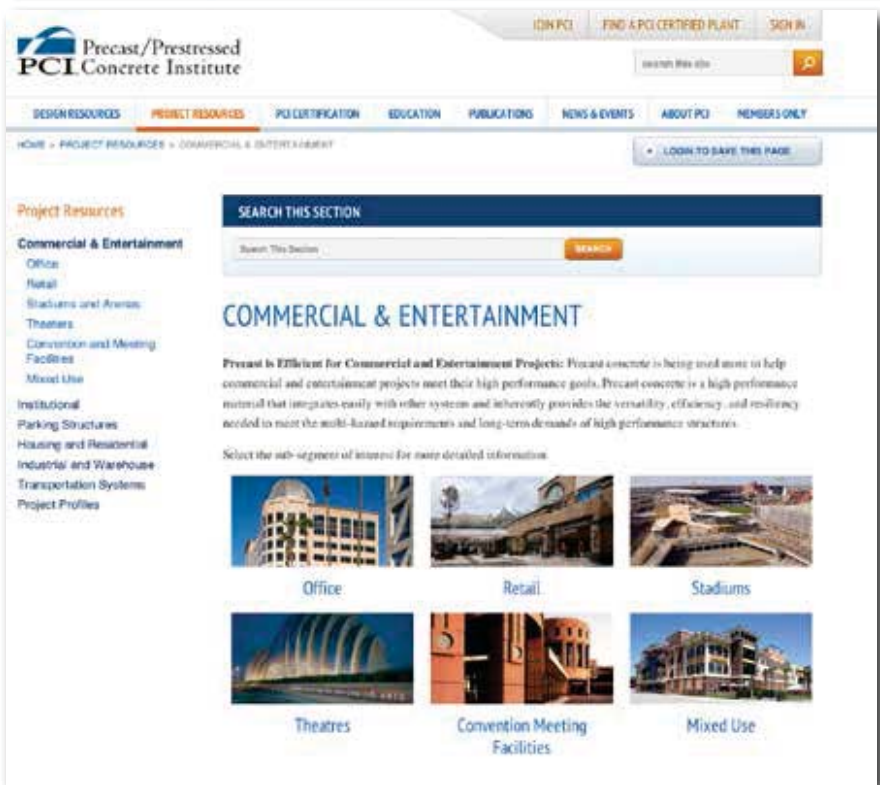 JOIN PCI FIND A PCI CERTIFIED PLANT SIGN IN
Precast/Prestressed
PCI Concrete Institute
search this site
DESIGN RESOURCES PROJECT RESOURCES PCI CERTIFICATION EDUCATION PUBLICATIONS NEWS & EVENTS ABOUT PCI MEMBERS ONLY
HOME » PROJECT RESOURCES » COMMERCIAL & ENTERTAINMENT
LOGIN TO SAVE THIS PAGE
Project Resources
Commercial & Entertainment
Office
Retail
Stadiums and Arenas
Theaters
Convention and Meeting
Facilities
Mixed Use
Institutional
Parking Structures
Housing and Residential
Industrial and Warehouse
Transportation Systems
Project Profiles
SEARCH THIS SECTION
Search This Section SEARCH
COMMERCIAL & ENTERTAINMENT
Precast is Efficient for Commercial and Entertainment Projects: Precast concrete is being used more to help
commercial and entertainment projects meet their high performance goals. Precast concrete is a high performance
material that integrates easily with other systems and inherently provides the versatility, efficiency, and resiliency
needed to meet the multi-hazard requirements and long-term demands of high performance structures.
Select the sub-segment of interest for more detailed information
Office Retail Stadiums
Theatres Convention Meeting Mixed Use
Facilities